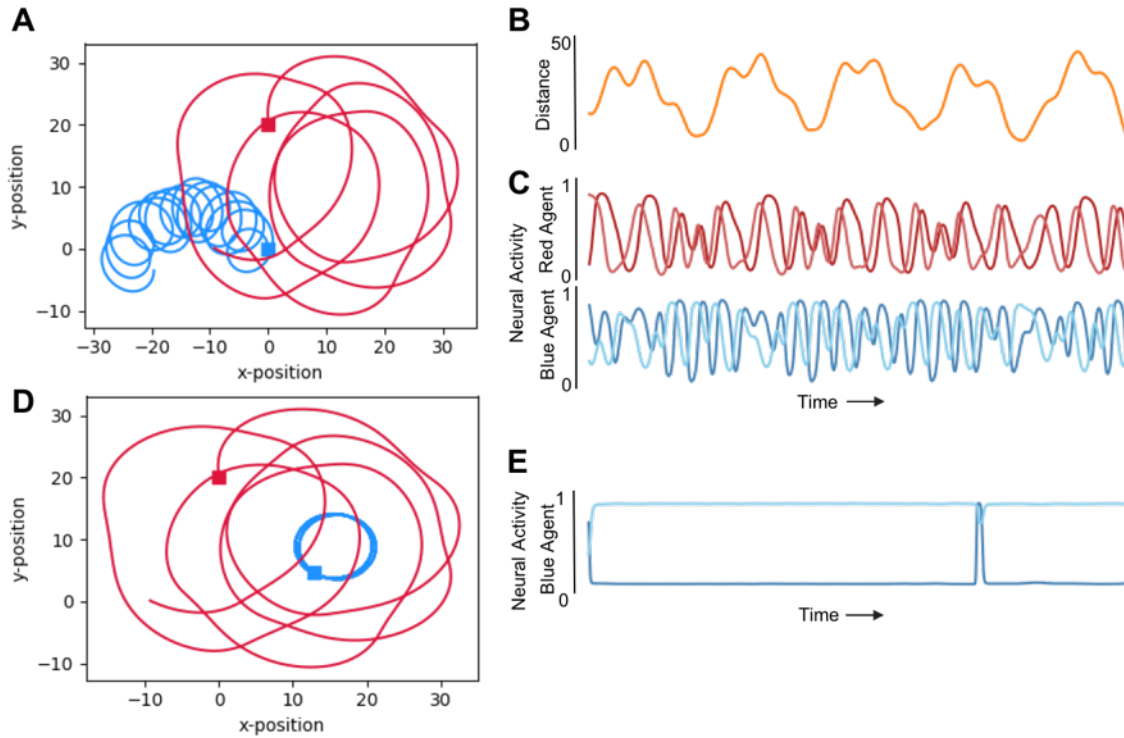 A
30
20
10
0
−10
y-position
−30 −20 −10 0 10 20 30
x-position
B
50
0
Distance
C
1
0
Neural Activity
Red Agent
1
0
Blue Agent
Time
D
30
20
10
0
−10
y-position
−10 0 10 20 30
x-position
E
1
0
Neural Activity
Blue Agent
Time